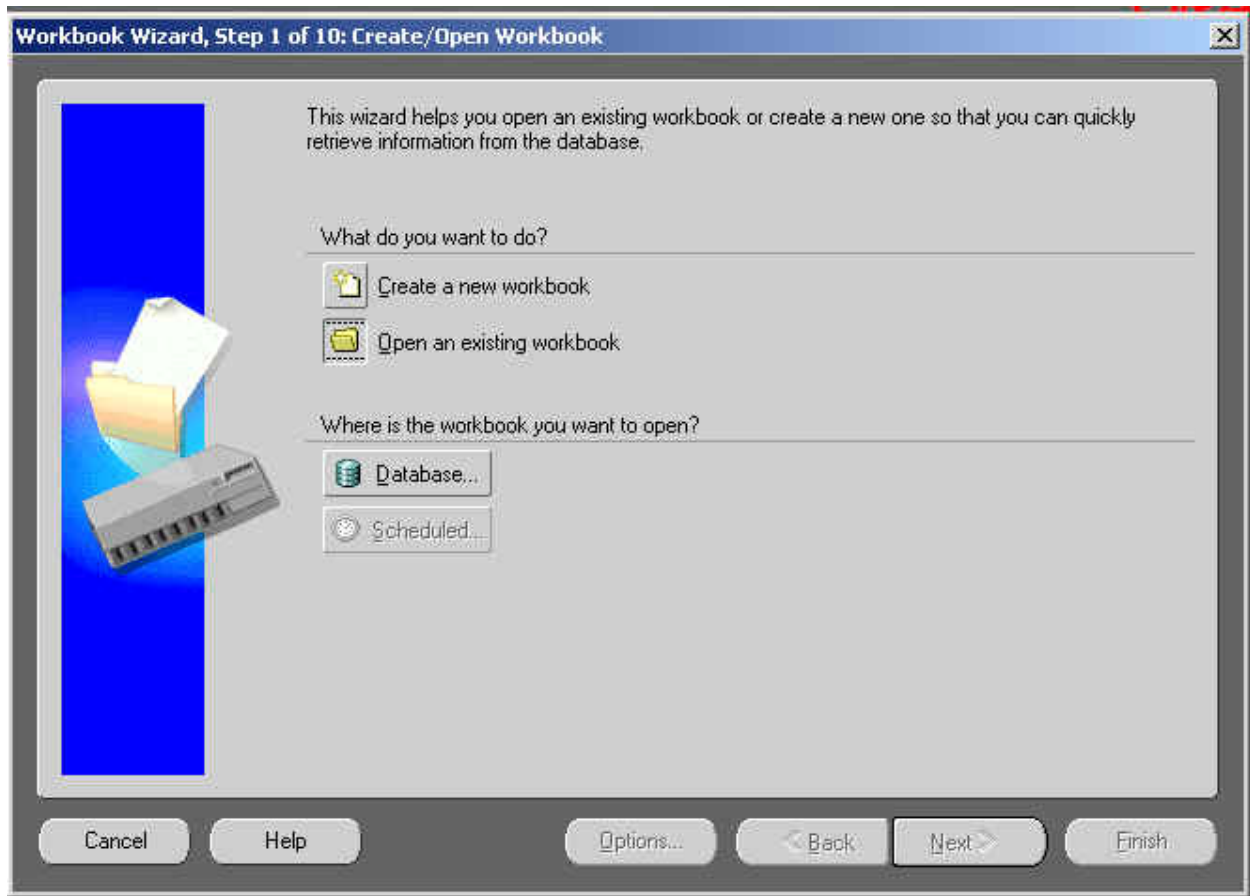 Workbook Wizard, Step 1 of 10: Create/Open Workbook
This wizard helps you open an existing workbook or create a new one so that you can quickly
retrieve information from the database.
What do you want to do?
Create a new workbook
Open an existing workbook
Where is the workbook you want to open?
Database...
Scheduled...
Cancel
Help
Options...
< Back
Next >
Finish